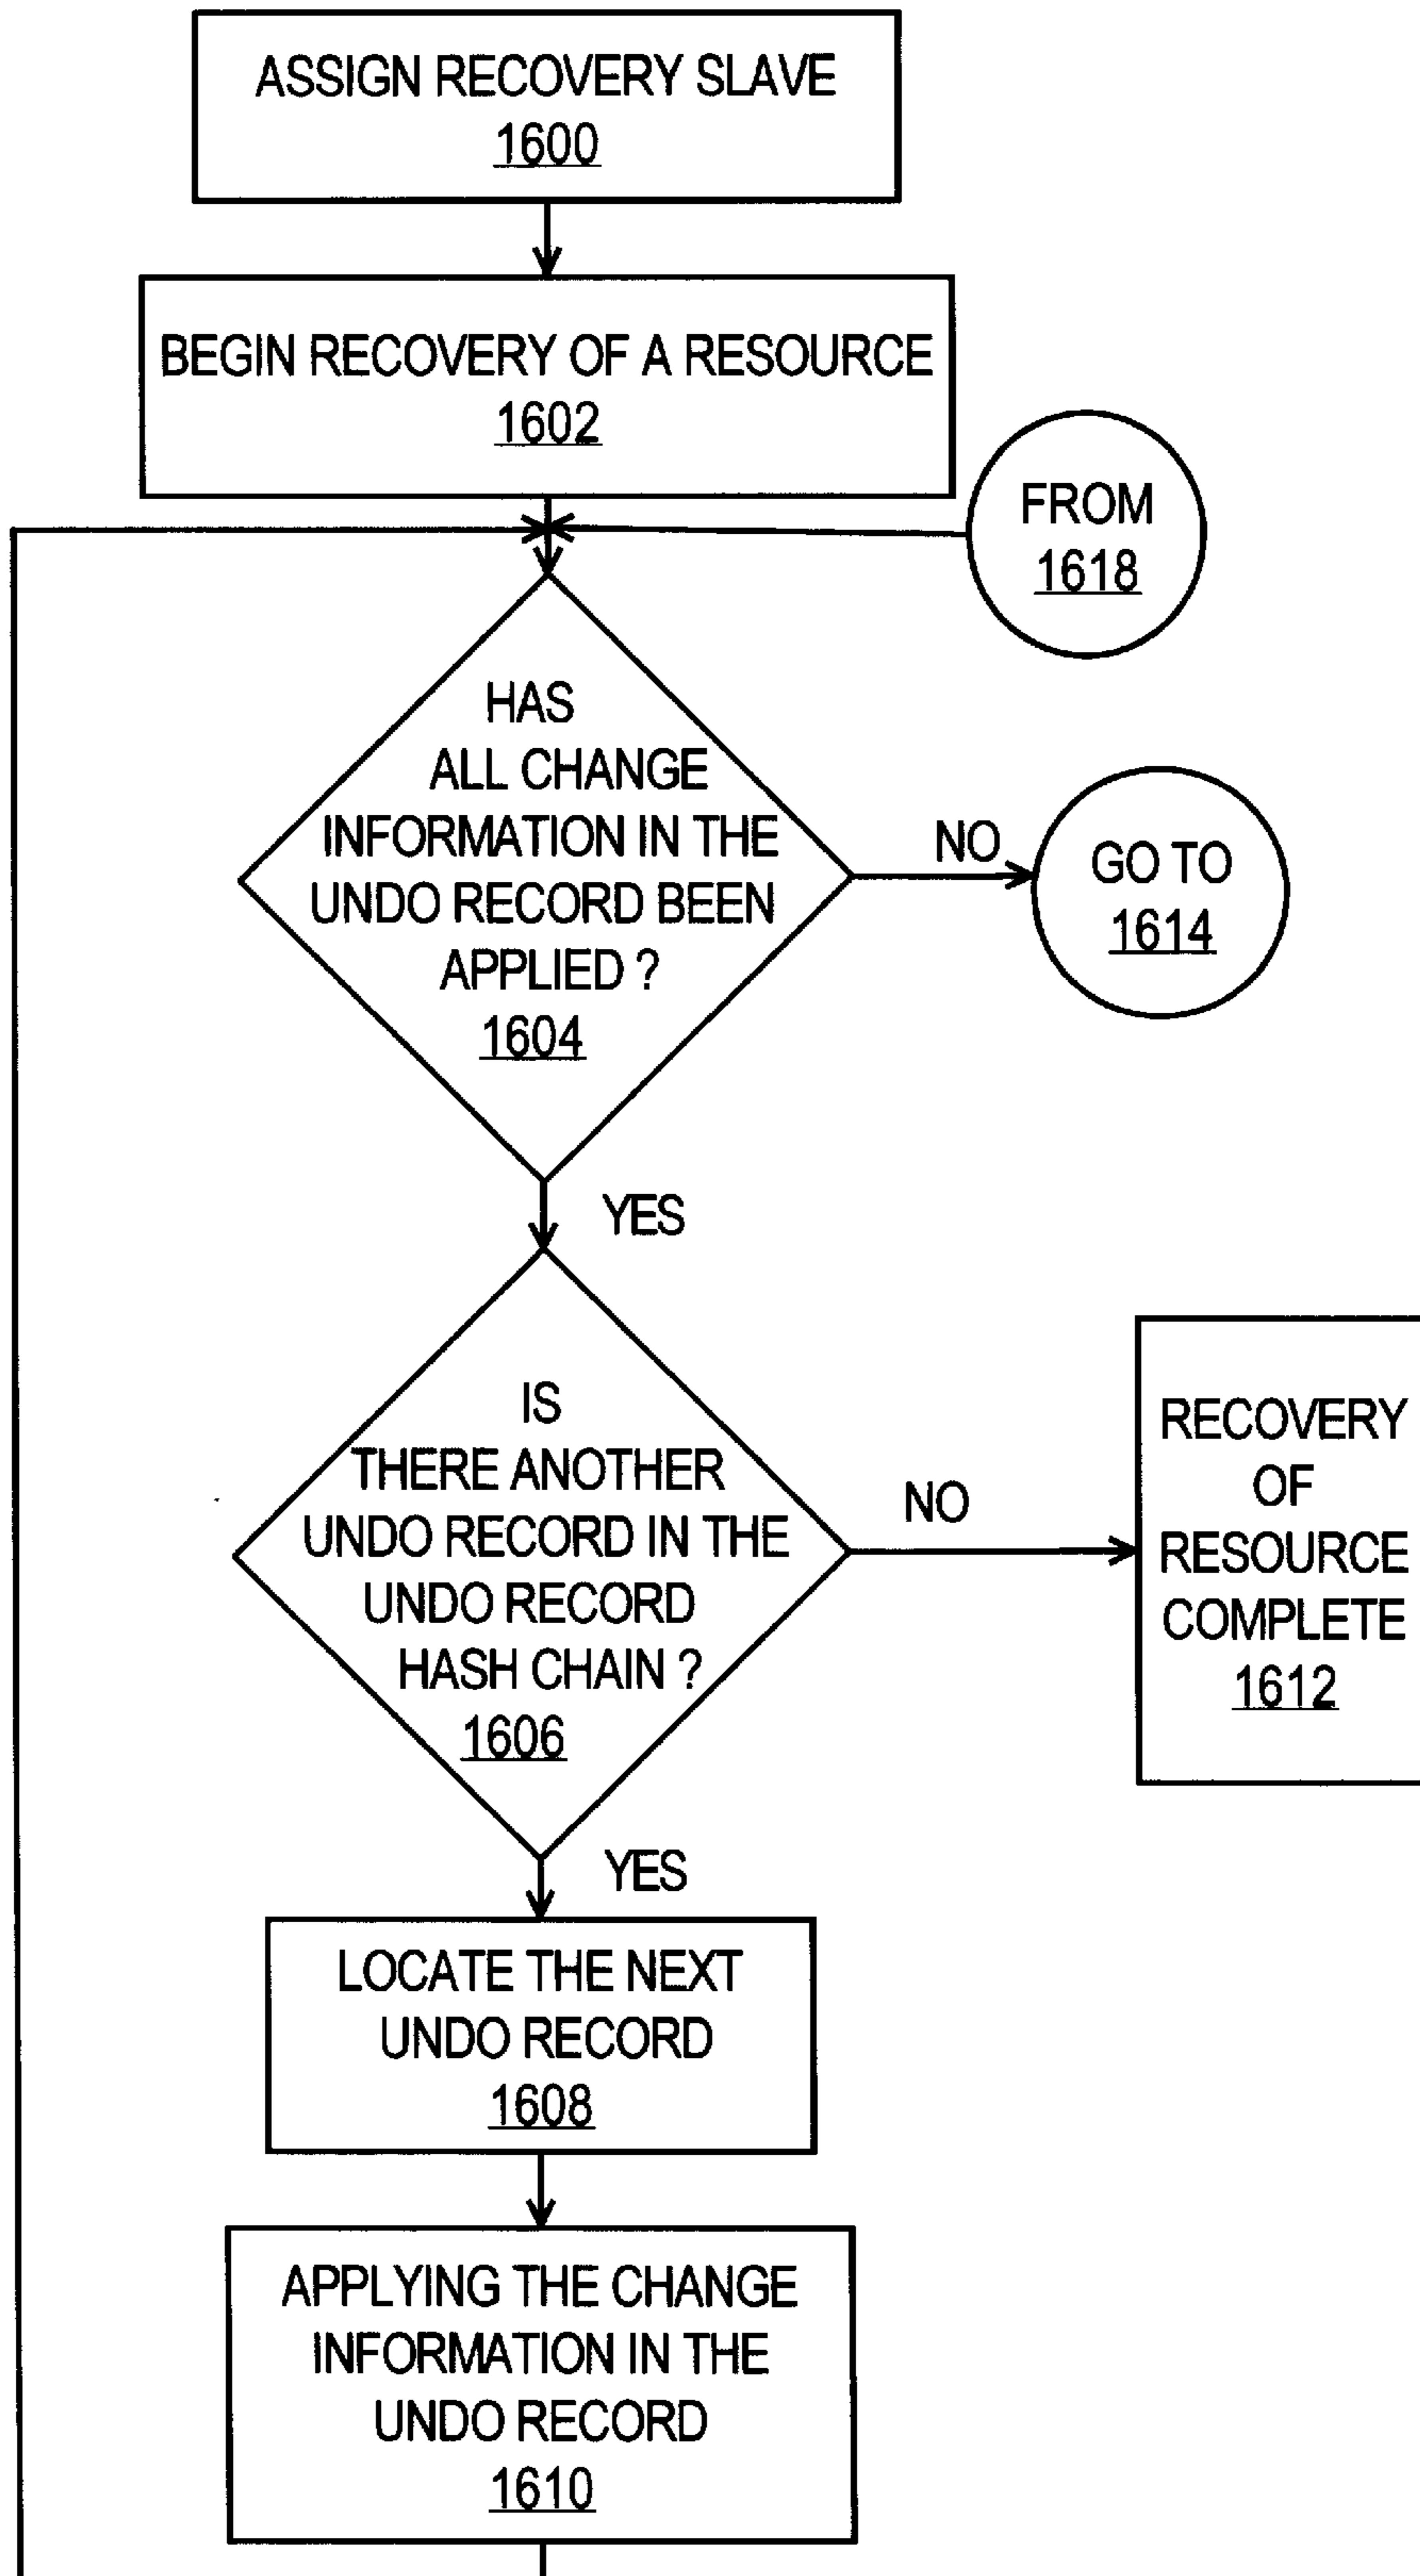 ASSIGN RECOVERY SLAVE
1600
BEGIN RECOVERY OF A RESOURCE
1602
FROM
1618
HAS
ALL CHANGE
INFORMATION IN THE
UNDO RECORD BEEN
APPLIED ?
1604
NO
GO TO
1614
YES
IS
THERE ANOTHER
UNDO RECORD IN THE
UNDO RECORD
HASH CHAIN ?
1606
NO
RECOVERY
OF
RESOURCE
COMPLETE
1612
YES
LOCATE THE NEXT
UNDO RECORD
1608
APPLYING THE CHANGE
INFORMATION IN THE
UNDO RECORD
1610